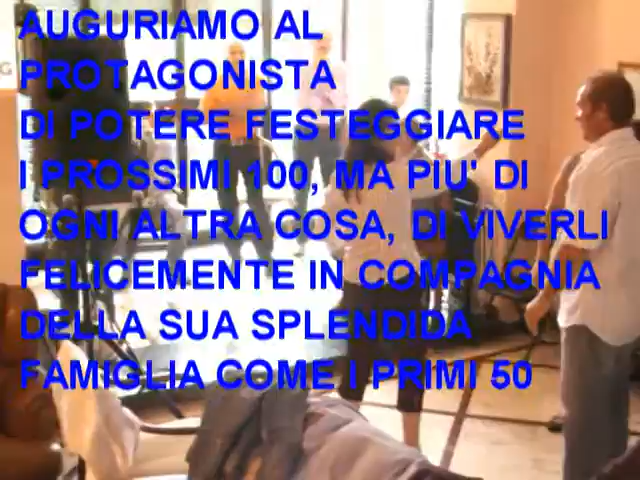 AUGURIAMO AL
PROTAGONISTA
DI POTERE FESTEGGIARE
I PROSSIMI 100, MA PIU' DI
OGNI ALTRA COSA, DI VIVERLI
FELICEMENTE IN COMPAGNIA
DELLA SUA SPLENDIDA
FAMIGLIA COME I PRIMI 50